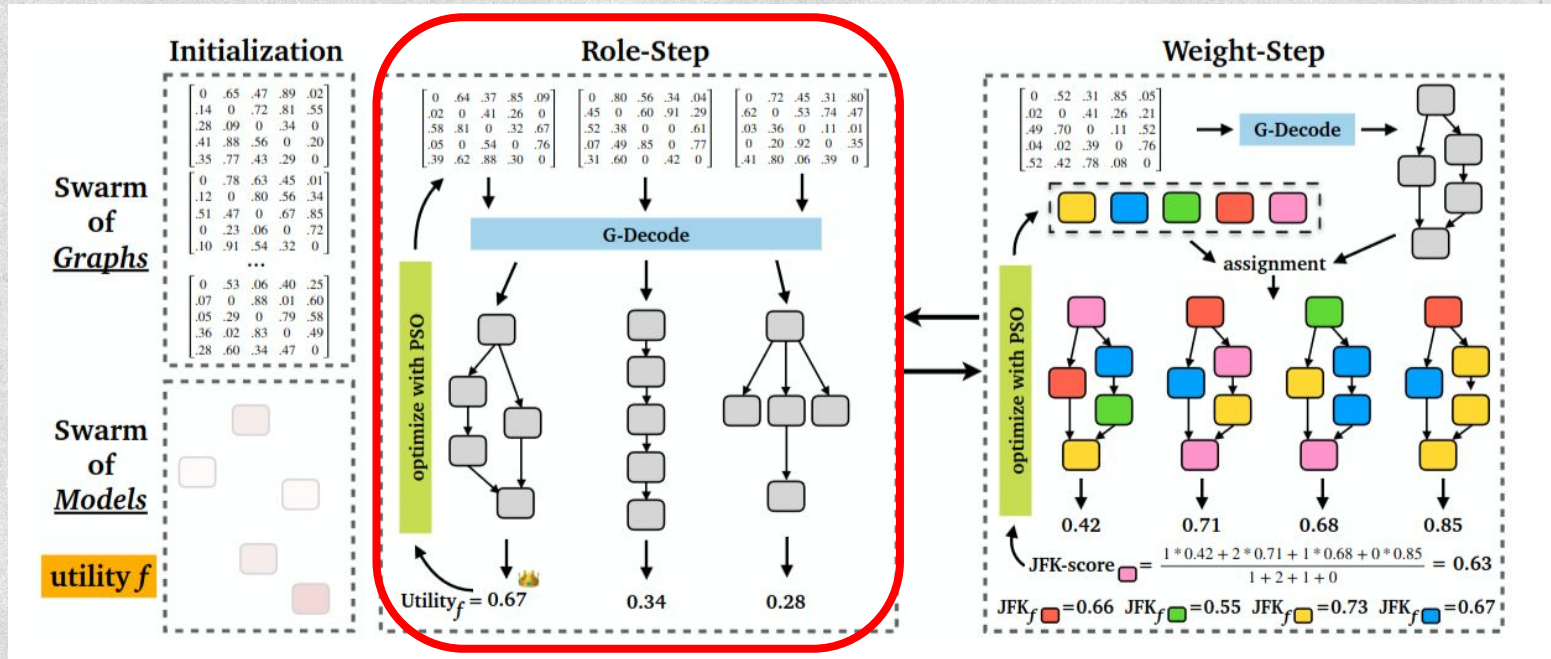 Initialization
Role-Step
Weight-Step
Swarm
of
Graphs
0 .65 .47 .89 .02
.14 0 .72 .81 .55
.28 .09 0 .34 0
.41 .88 .56 0 .20
.35 .77 .43 .29 0
0 .78 .63 .45 .01
.12 0 .80 .56 .34
.51 .47 0 .67 .85
0 .23 .06 0 .72
.10 .91 .54 .32 0
...
0 .53 .06 .40 .25
.07 0 .88 .01 .60
.05 .29 0 .79 .58
.36 .02 .83 0 .49
.28 .60 .34 .47 0
Swarm
of
Models
utility f
0 .64 .37 .85 .09
.02 0 .41 .26 0
.58 .81 0 .32 .67
.05 0 .54 0 .76
.39 .62 .88 .30 0
0 .80 .56 .34 .04
.45 0 .60 .91 .29
.52 .38 0 0 .61
.07 .49 .85 0 .77
.31 .60 0 .42 0
0 .72 .45 .31 .80
.62 0 .53 .74 .47
.03 .36 0 .11 .01
0 .20 .92 0 .35
.41 .80 .06 .39 0
G-Decode
optimize with PSO
Utility f = 0.67
0.34
0.28
0 .52 .31 .85 .05
.02 0 .41 .26 .21
.49 .70 0 .11 .52
.04 .02 .39 0 .76
.52 .42 .78 .08 0
G-Decode
assignment
optimize with PSO
0.42 0.71 0.68 0.85
JFK-score = 1 * 0.42 + 2 * 0.71 + 1 * 0.68 + 0 * 0.85 / 1 + 2 + 1 + 0 = 0.63
JFK f =0.66 JFK f =0.55 JFK f =0.73 JFK f =0.67